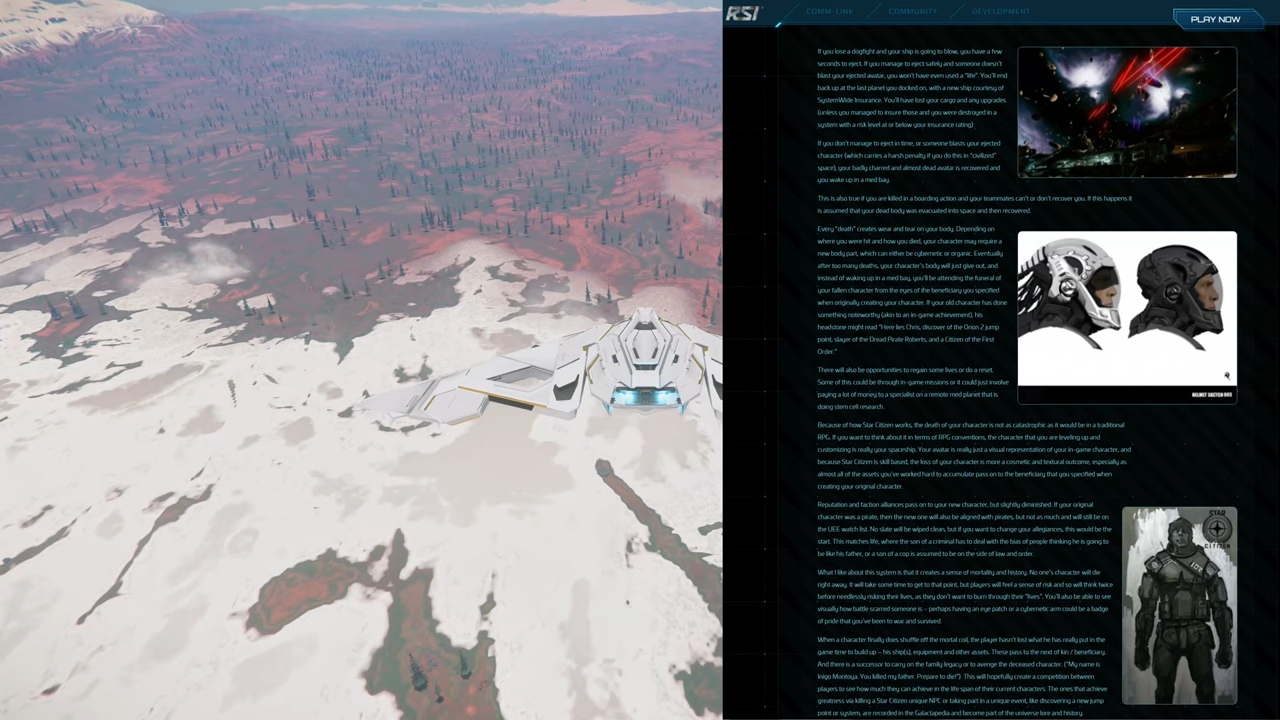 RSI
COMM-LINK
COMMUNITY
DEVELOPMENT
PLAY NOW
If you lose a dogfight and your ship is going to blow, you have a few
seconds to eject. If you manage to eject safely and someone doesn't
blast your ejected avatar, you won't have even used a "life". You'll end
back up at the last planet you docked on, with a new ship courtesy of
SystemWide Insurance. You'll have lost your cargo and any upgrades
(unless you managed to insure those and you were destroyed in a
system with a risk level at or below your insurance rating)
If you don't manage to eject in time, or someone blasts your ejected
character (which carries a harsh penalty if you do this in "civilized"
space), your badly charred and almost dead avatar is recovered and
you wake up in a med bay.
This is also true if you are killed in a boarding action and your teammates can't or don't recover you. If this happens it
is assumed that your dead body was evacuated into space and then recovered.
Every "death" creates wear and tear on your body. Depending on
where you were hit and how you died, your character may require a
new body part, which can either be cybernetic or organic. Eventually
after too many deaths, your character's body will just give out, and
instead of waking up in a med bay, you'll be attending the funeral of
your fallen character from the eyes of the beneficiary you specified
when originally creating your character. If your old character has done
something noteworthy (akin to an in-game achievement), his
headstone might read "Here lies Chris, discover of the Orion 2 jump
point, slayer of the Dread Pirate Roberts, and a Citizen of the First
Order."
HELMET SKETCH 003
There will also be opportunities to regain some lives or do a reset.
Some of this could be through in-game missions or it could just involve
paying a lot of money to a specialist on a remote med planet that is
doing stem cell research.
Because of how Star Citizen works, the death of your character is not as catastrophic as it would be in a traditional
RPG. If you want to think about it in terms of RPG conventions, the character that you are leveling up and
customizing is really your spaceship. Your avatar is really just a visual representation of your in-game character, and
because Star Citizen is skill based, the loss of your character is more a cosmetic and textural outcome, especially as
almost all of the assets you've worked hard to accumulate pass on to the beneficiary that you specified when
creating your original character.
Reputation and faction alliances pass on to your new character, but slightly diminished. If your original
character was a pirate, then the new one will also be aligned with pirates, but not as much and will still be on
the UEE watch list. No slate will be wiped clean, but if you want to change your allegiances, this would be the
start. This matches life, where the son of a criminal has to deal with the bias of people thinking he is going to
be like his father, or a son of a cop is assumed to be on the side of law and order.
STAR
CITIZEN
What I like about this system is that it creates a sense of mortality and history. No one's character will die
right away. It will take some time to get to that point, but players will feel a sense of risk and so will think twice
before needlessly risking their lives, as they don't want to burn through their "lives". You'll also be able to see
visually how battle scarred someone is – perhaps having an eye patch or a cybernetic arm could be a badge
of pride that you've been to war and survived.
When a character finally does shuffle off the mortal coil, the player hasn't lost what he has really put in the
game time to build up – his ship(s), equipment and other assets. These pass to the next of kin / beneficiary.
And there is a successor to carry on the family legacy or to avenge the deceased character. ("My name is
Inigo Montoya. You killed my father. Prepare to die!") This will hopefully create a competition between
players to see how much they can achieve in the life span of their current characters. The ones that achieve
greatness via killing a Star Citizen unique NPC or taking part in a unique event, like discovering a new jump
point or system, are recorded in the Galactapedia and become part of the universe lore and history.